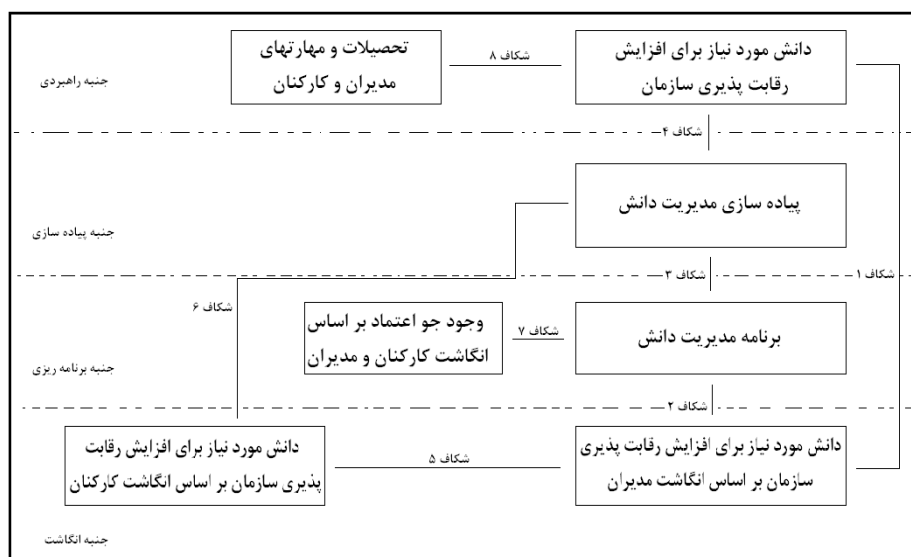 دانش مورد نیاز برای افزایش
رقابت پذیری سازمان
شکاف ۸
تحصیلات و مهارتهای
مدیران و کارکنان
جنبه راهبردی
شکاف ۴
پیاده سازی مدیریت دانش
جنبه پیاده سازی
شکاف ۱
شکاف ۳
شکاف ۶
برنامه مدیریت دانش
شکاف ۷
وجود جو اعتماد بر اساس
انگاشت کارکنان و مدیران
جنبه برنامه ریزی
شکاف ۲
دانش مورد نیاز برای افزایش رقابت پذیری
سازمان بر اساس انگاشت مدیران
شکاف ۵
دانش مورد نیاز برای افزایش رقابت
پذیری سازمان بر اساس انگاشت کارکنان
جنبه انگاشت